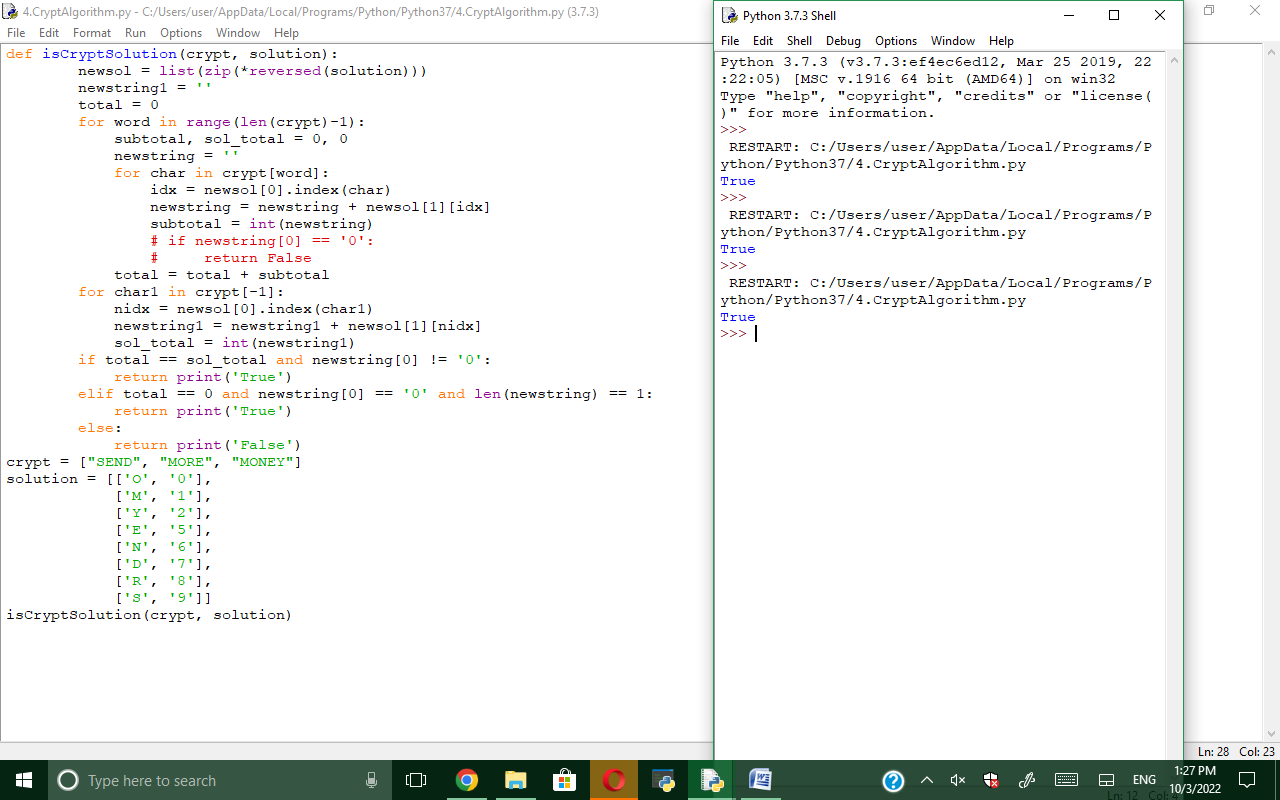 4.CryptAlgorithm.py - C:/Users/user/AppData/Local/Programs/Python/Python37/4.CryptAlgorithm.py (3.7.3)
File Edit Format Run Options Window Help
def isCryptSolution(crypt, solution):
        newsol = list(zip(*reversed(solution)))
        newstring1 = ''
        total = 0
        for word in range(len(crypt)-1):
            subtotal, sol_total = 0, 0
            newstring = ''
            for char in crypt[word]:
                idx = newsol[0].index(char)
                newstring = newstring + newsol[1][idx]
                subtotal = int(newstring)
                # if newstring[0] == '0':
                #     return False
            total = total + subtotal
        for char1 in crypt[-1]:
            nidx = newsol[0].index(char1)
            newstring1 = newstring1 + newsol[1][nidx]
            sol_total = int(newstring1)
        if total == sol_total and newstring[0] != '0':
            return print('True')
        elif total == 0 and newstring[0] == '0' and len(newstring) == 1:
            return print('True')
        else:
            return print('False')
crypt = ["SEND", "MORE", "MONEY"]
solution = [['O', '0'],
            ['M', '1'],
            ['Y', '2'],
            ['E', '5'],
            ['N', '6'],
            ['D', '7'],
            ['R', '8'],
            ['S', '9']]
isCryptSolution(crypt, solution)
Ln: 28 Col: 23
Python 3.7.3 Shell
File Edit Shell Debug Options Window Help
Python 3.7.3 (v3.7.3:ef4ec6ed12, Mar 25 2019, 22
:22:05) [MSC v.1916 64 bit (AMD64)] on win32
Type "help", "copyright", "credits" or "license(
)" for more information.
>>>
 RESTART: C:/Users/user/AppData/Local/Programs/P
ython/Python37/4.CryptAlgorithm.py
True
>>>
 RESTART: C:/Users/user/AppData/Local/Programs/P
ython/Python37/4.CryptAlgorithm.py
True
>>>
 RESTART: C:/Users/user/AppData/Local/Programs/P
ython/Python37/4.CryptAlgorithm.py
True
>>>
Type here to search
ENG
1:27 PM
10/3/2022